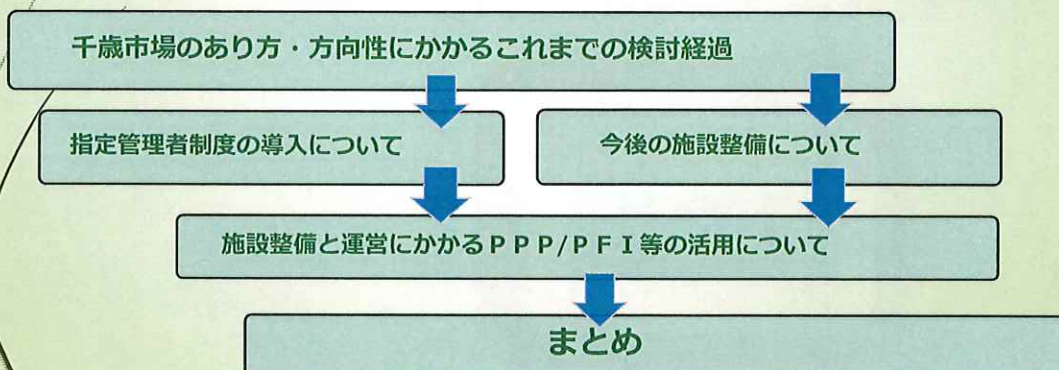 千歳市場のあり方・方向性にかかるこれまでの検討経過
指定管理者制度の導入について
今後の施設整備について
施設整備と運営にかかるＰＰＰ/ＰＦＩ等の活用について
まとめ